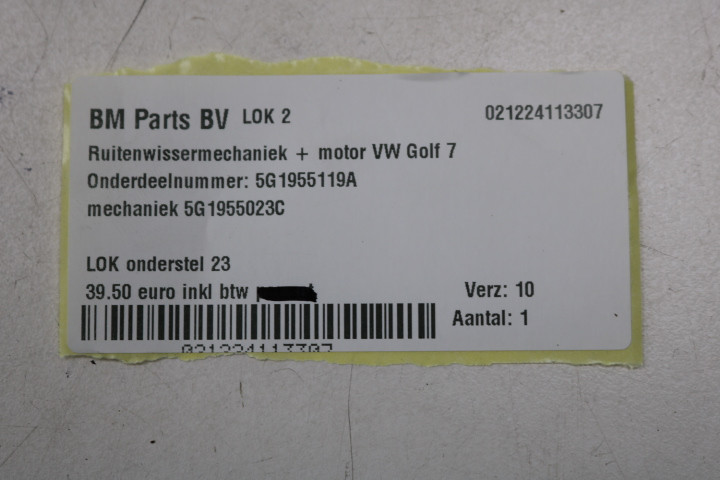 BM Parts BV LOK 2 021224113307
Ruitenwissermechaniek + motor VW Golf 7
Onderdeelnummer: 5G1955119A
mechaniek 5G1955023C
LOK onderstel 23
39.50 euro inkl btw Verz: 10
Aantal: 1
021224113307